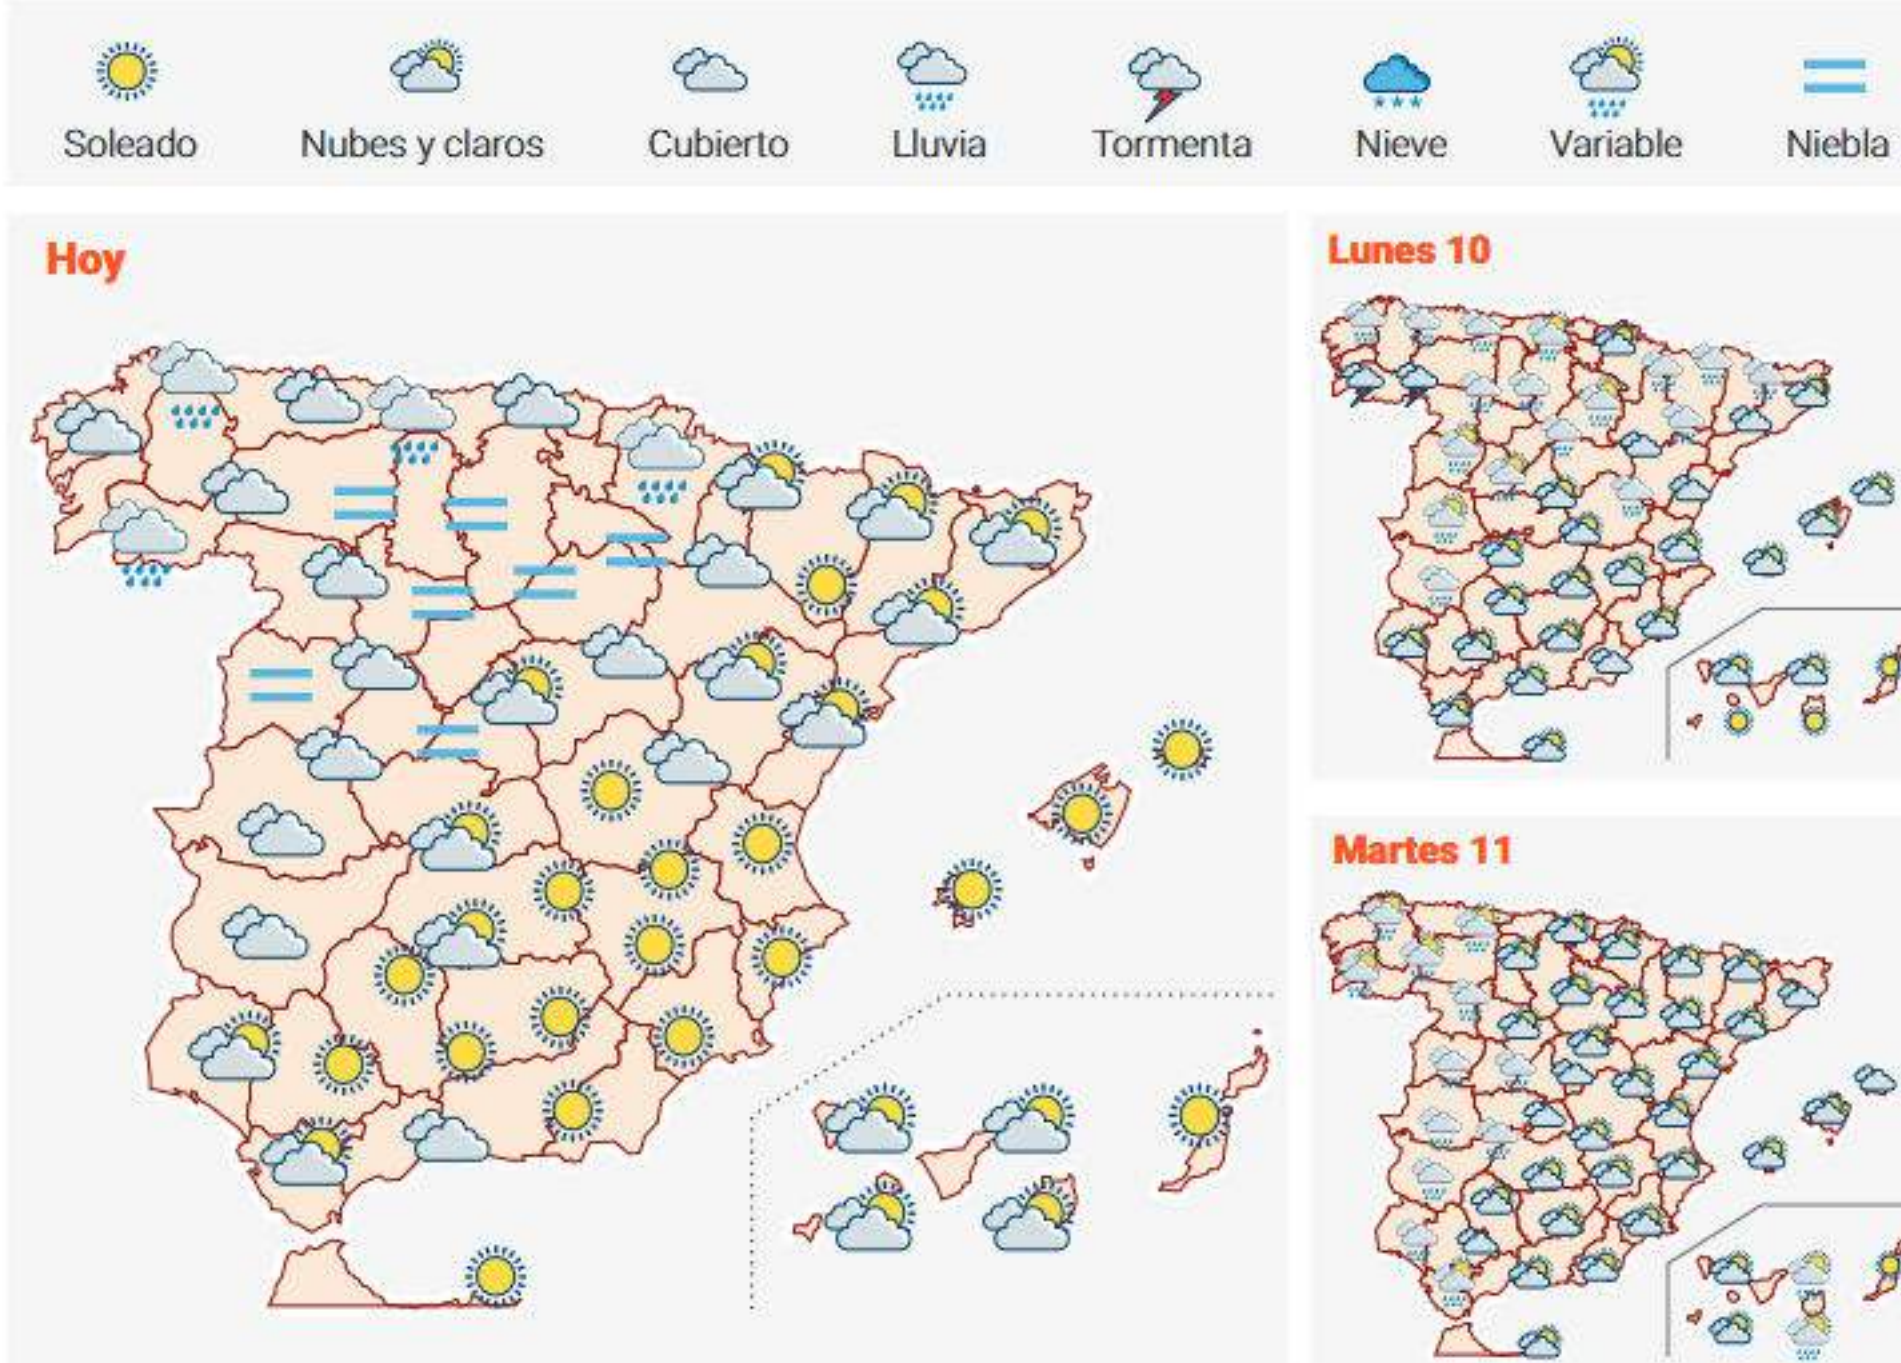 Soleado
Nubes y claros
Cubierto
Lluvia
Tormenta
Nieve
Variable
Niebla
Hoy
Lunes 10
Martes 11